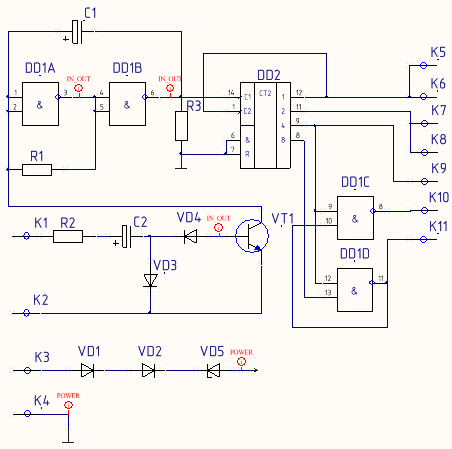 C1
+
DD1A
DD1B
IN_OUT
IN_OUT
1
2
&
3
4
5
&
6
R3
R1
DD2
14
1
C1
C2
CT2
6
7
&
R
1
2
4
8
12
11
9
8
K5
K6
K7
K8
K9
K10
K11
DD1C
9
10
&
8
DD1D
12
13
&
11
K1
R2
C2
+
VD4
IN_OUT
VT1
VD3
K2
K3
VD1
VD2
VD5
POWER
K4
POWER